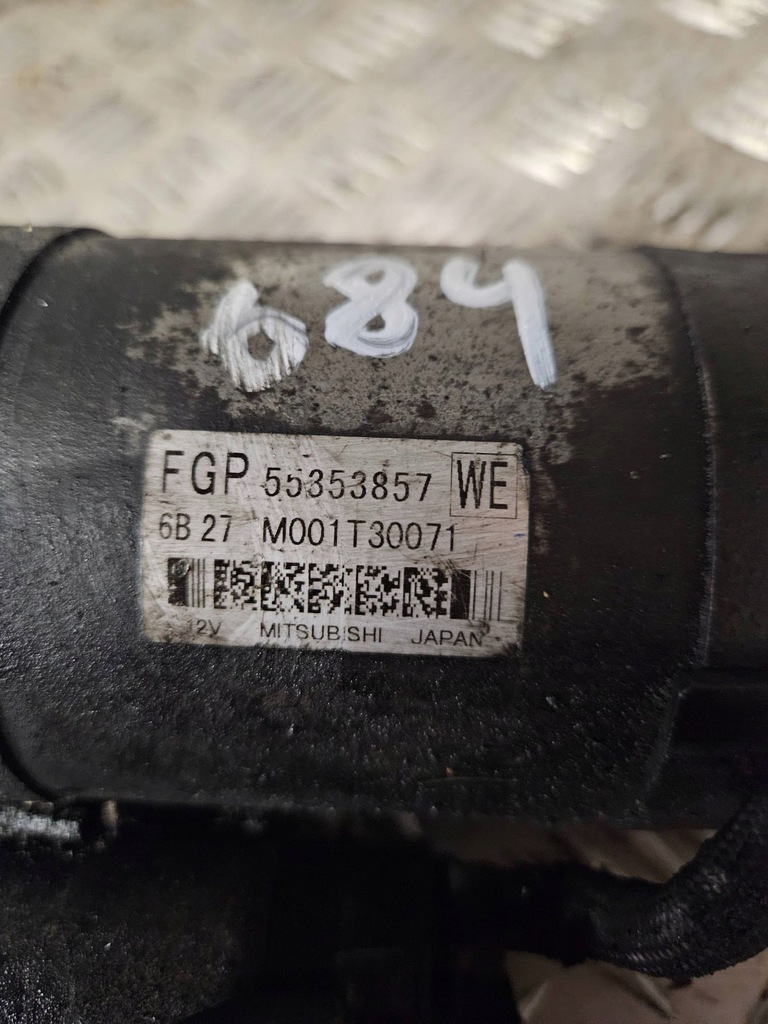 684
FGP 55353857 WE
6B 27 M001T30071
12V MITSUBISHI JAPAN